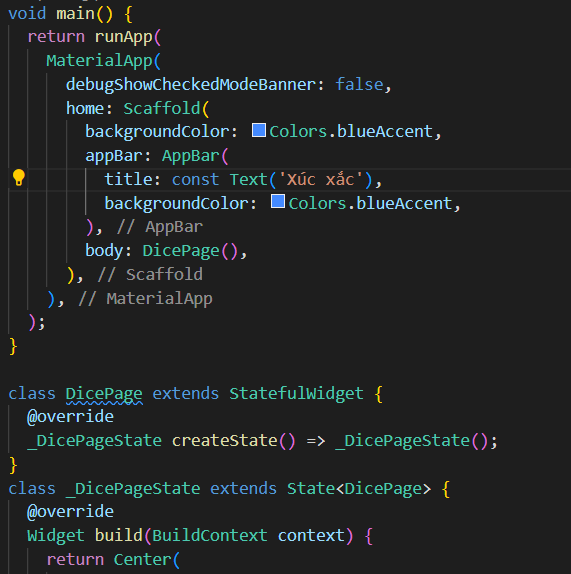 void main() {
  return runApp(
    MaterialApp(
      debugShowCheckedModeBanner: false,
      home: Scaffold(
        backgroundColor: Colors.blueAccent,
        appBar: AppBar(
          title: const Text('Xúc xắc'),
          backgroundColor: Colors.blueAccent,
        ), // AppBar
        body: DicePage(),
      ), // Scaffold
    ), // MaterialApp
  );
}

class DicePage extends StatefulWidget {
  @override
  _DicePageState createState() => _DicePageState();
}
class _DicePageState extends State<DicePage> {
  @override
  Widget build(BuildContext context) {
    return Center(